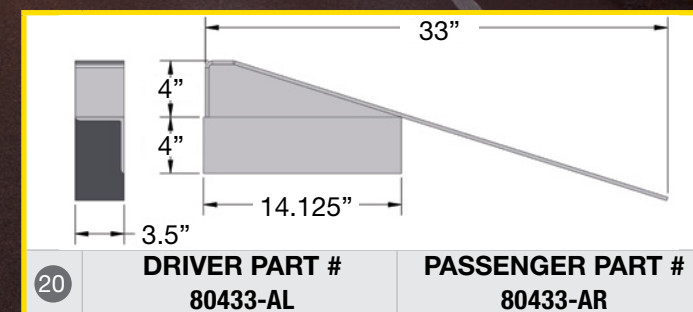 33”
4”
4”
14.125”
3.5”
20
DRIVER PART #
PASSENGER PART #
80433-AL
80433-AR